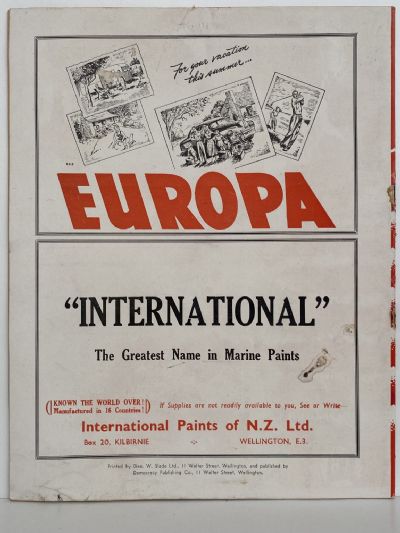 For your vacation
this summer...
EUROPA
"INTERNATIONAL"
The Greatest Name in Marine Paints
KNOWN THE WORLD OVER!
Manufactured in 16 Countries!
If Supplies are not readily available to you, See or Write
International Paints of N.Z. Ltd.
Box 20, KILBIRNIE
WELLINGTON, E.3.
Printed By Geo. W. Slade Ltd., 11 Walter Street, Wellington, and published by
Democracy Publishing Co., 11 Walter Street, Wellington.